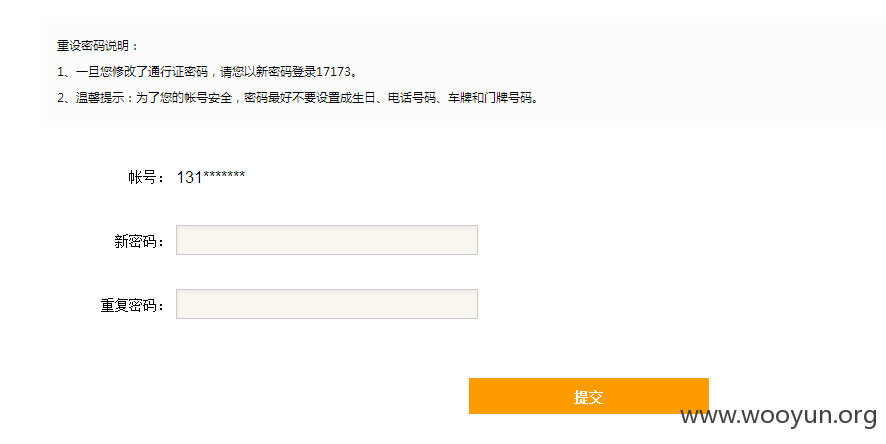 重设密码说明：
1、一旦您修改了通行证密码，请您以新密码登录17173。
2、温馨提示：为了您的帐号安全，密码最好不要设置成生日、电话号码、车牌和门牌号码。
帐号： 131*******
新密码：
重复密码：
提交
www.wooyun.org